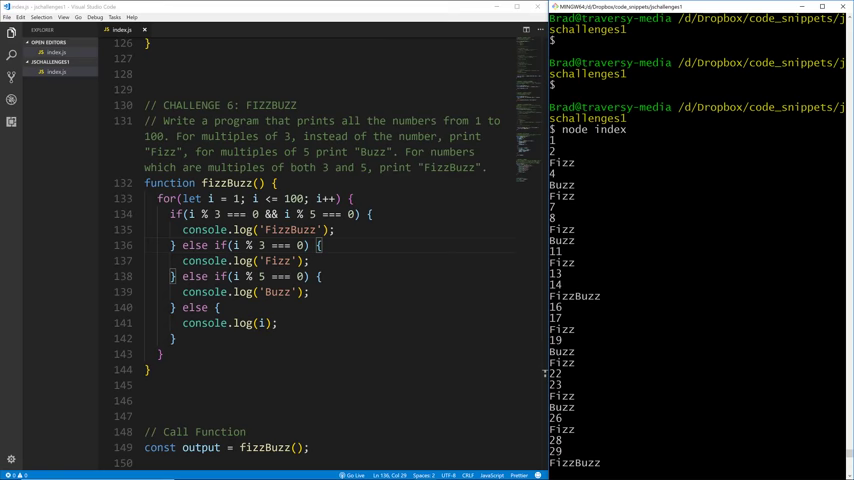 index.js - jschallenges1 - Visual Studio Code
File Edit Selection View Go Debug Tasks Help
EXPLORER
OPEN EDITORS
index.js
JSCHALLENGES1
index.js
index.js
126 }
127
128
129
130 // CHALLENGE 6: FIZZBUZZ
131 // Write a program that prints all the numbers from 1 to
100. For multiples of 3, instead of the number, print
"Fizz", for multiples of 5 print "Buzz". For numbers
which are multiples of both 3 and 5, print "FizzBuzz".
132 function fizzBuzz() {
133 for(let i = 1; i <= 100; i++) {
134 if(i % 3 === 0 && i % 5 === 0) {
135 console.log('FizzBuzz');
136 } else if(i % 3 === 0) {
137 console.log('Fizz');
138 } else if(i % 5 === 0) {
139 console.log('Buzz');
140 } else {
141 console.log(i);
142 }
143 }
144 }
145
146
147
148 // Call Function
149 const output = fizzBuzz();
150
0 0
Go Live Ln 136, Col 29 Spaces: 2 UTF-8 CRLF JavaScript Prettier
MINGW64:/d/Dropbox/code_snippets/jschallenges1
Brad@traversy-media /d/Dropbox/code_snippets/j
schallenges1
$
Brad@traversy-media /d/Dropbox/code_snippets/j
schallenges1
$
Brad@traversy-media /d/Dropbox/code_snippets/j
schallenges1
$ node index
1
2
Fizz
4
Buzz
Fizz
7
8
Fizz
Buzz
11
Fizz
13
14
FizzBuzz
16
17
Fizz
19
Buzz
Fizz
22
23
Fizz
Buzz
26
Fizz
28
29
FizzBuzz